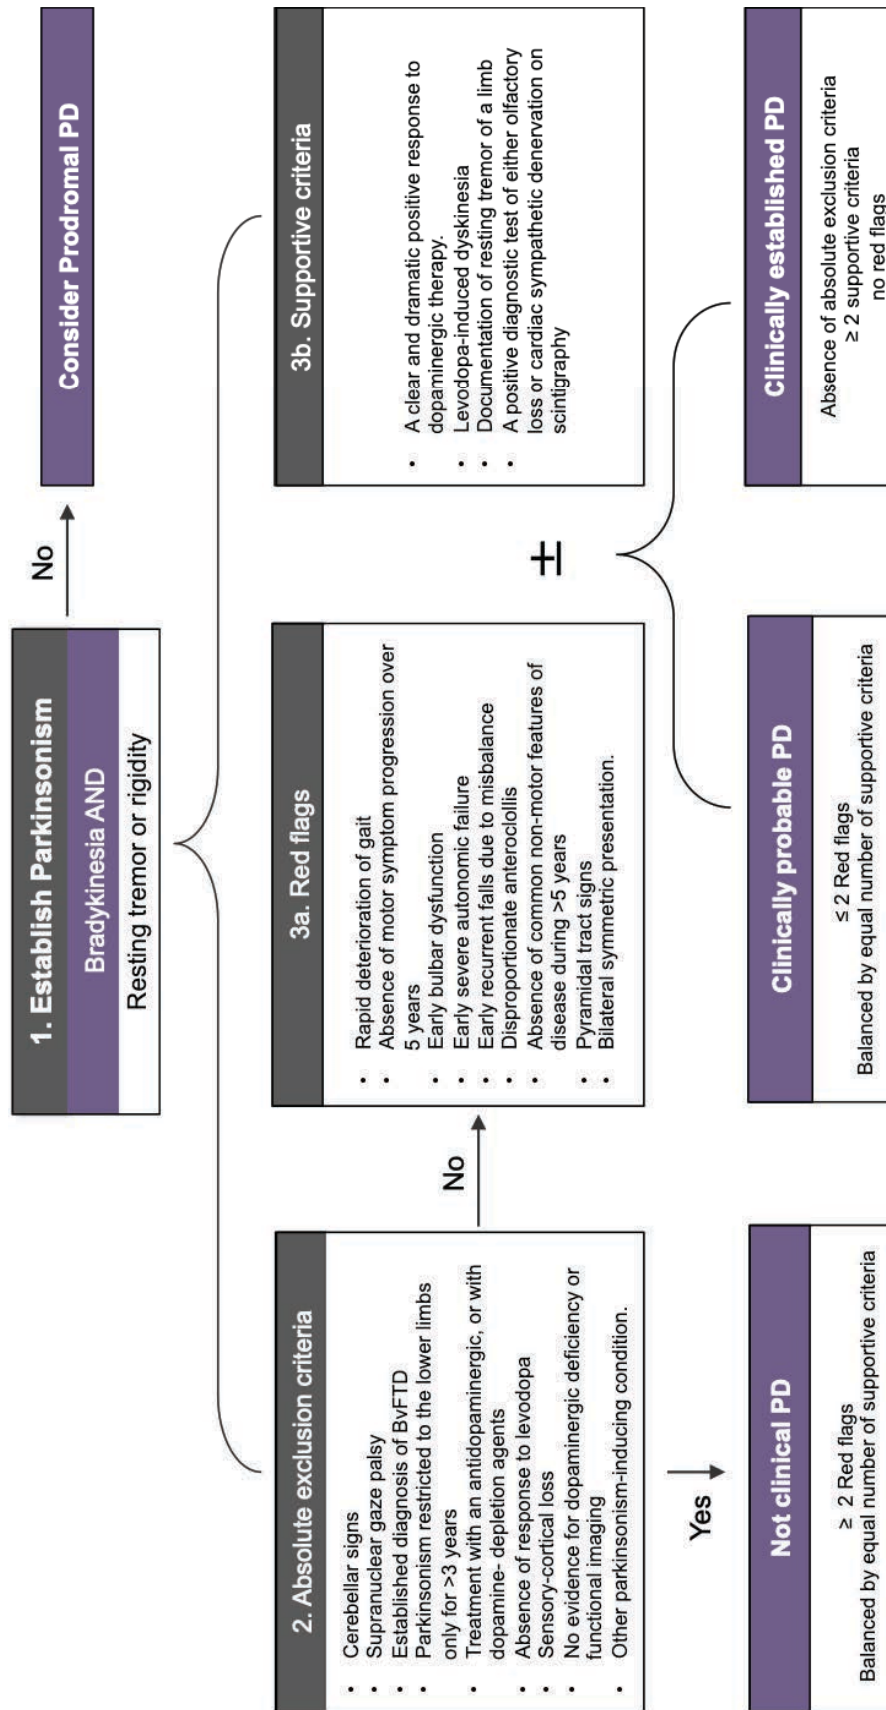 1. Establish Parkinsonism
Bradykinesia AND
Resting tremor or rigidity
No
Consider Prodromal PD
2. Absolute exclusion criteria
• Cerebellar signs
• Supranuclear gaze palsy
• Established diagnosis of BvFTD
• Parkinsonism restricted to the lower limbs
only for >3 years
• Treatment with an antidopaminergic, or with
dopamine- depletion agents
• Absence of response to levodopa
• Sensory-cortical loss
• No evidence for dopaminergic deficiency or
functional imaging
• Other parkinsonism-inducing condition.
No
3a. Red flags
• Rapid deterioration of gait
• Absence of motor symptom progression over
5 years
• Early bulbar dysfunction
• Early severe autonomic failure
• Early recurrent falls due to misbalance
• Disproportionate anteroclollis
• Absence of common non-motor features of
disease during >5 years
• Pyramidal tract signs
• Bilateral symmetric presentation.
±
3b. Supportive criteria
• A clear and dramatic positive response to
dopaminergic therapy.
• Levodopa-induced dyskinesia
• Documentation of resting tremor of a limb
• A positive diagnostic test of either olfactory
loss or cardiac sympathetic denervation on
scintigraphy
Yes
Not clinical PD
≥ 2 Red flags
Balanced by equal number of supportive criteria
Clinically probable PD
≤ 2 Red flags
Balanced by equal number of supportive criteria
Clinically established PD
Absence of absolute exclusion criteria
≥ 2 supportive criteria
no red flags